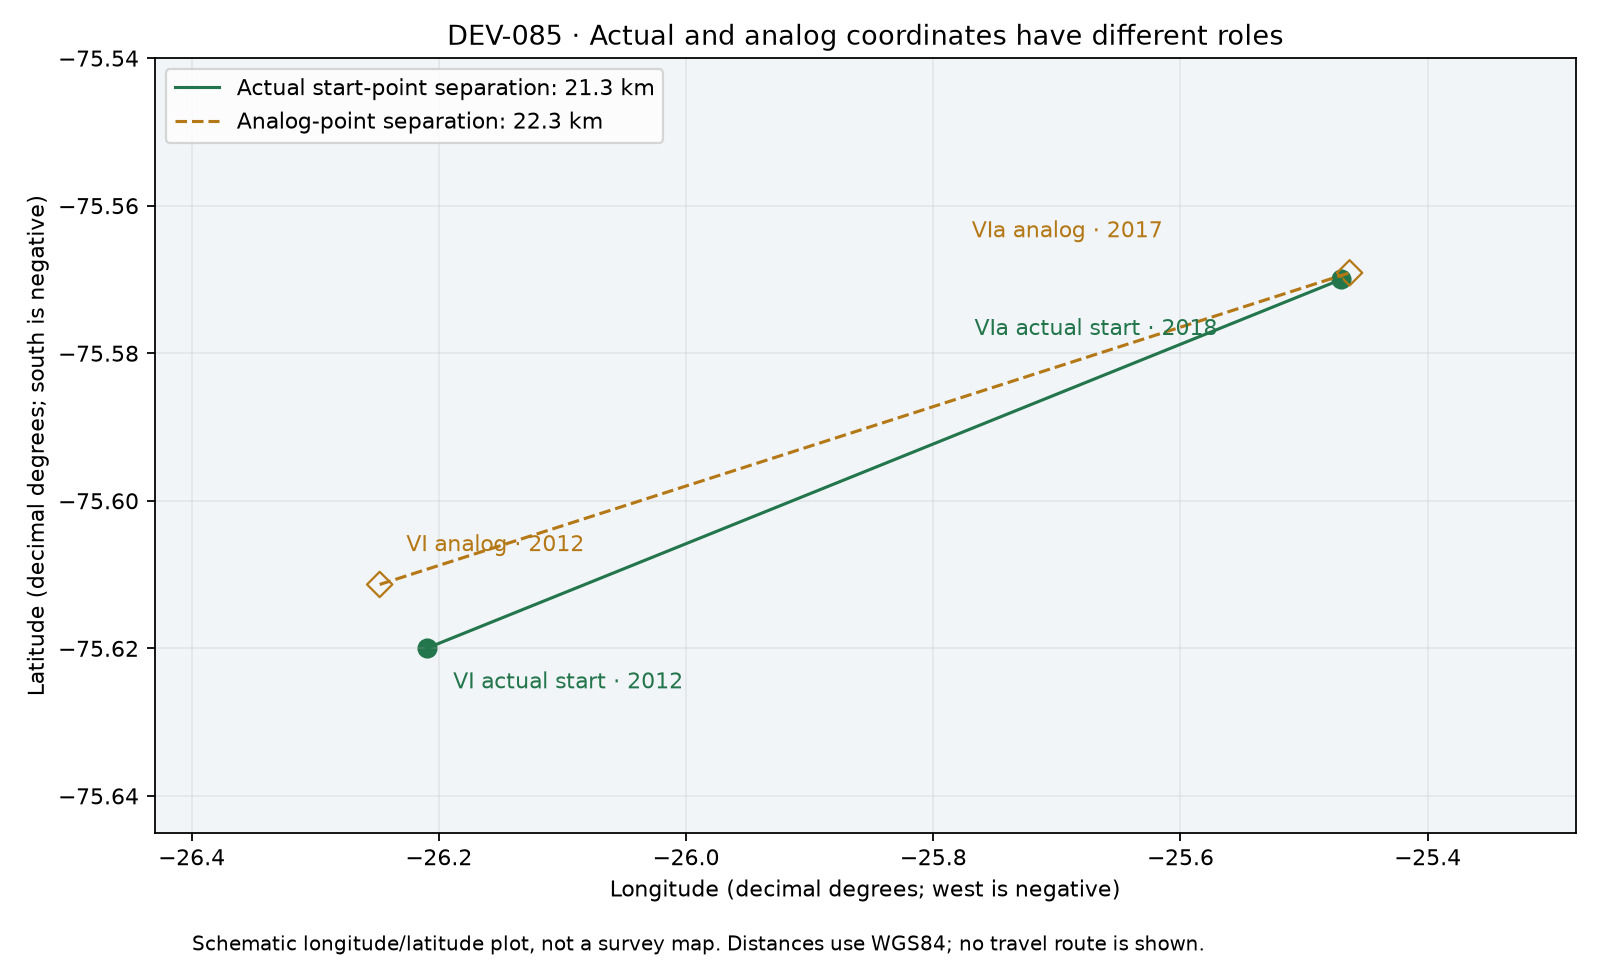 DEV-085 · Actual and analog coordinates have different roles
Actual start-point separation: 21.3 km
Analog-point separation: 22.3 km
−75.54
−75.56
−75.58
−75.60
−75.62
−75.64
Latitude (decimal degrees; south is negative)
VIa analog · 2017
VIa actual start · 2018
VI analog · 2012
VI actual start · 2012
−26.4
−26.2
−26.0
−25.8
−25.6
−25.4
Longitude (decimal degrees; west is negative)
Schematic longitude/latitude plot, not a survey map. Distances use WGS84; no travel route is shown.